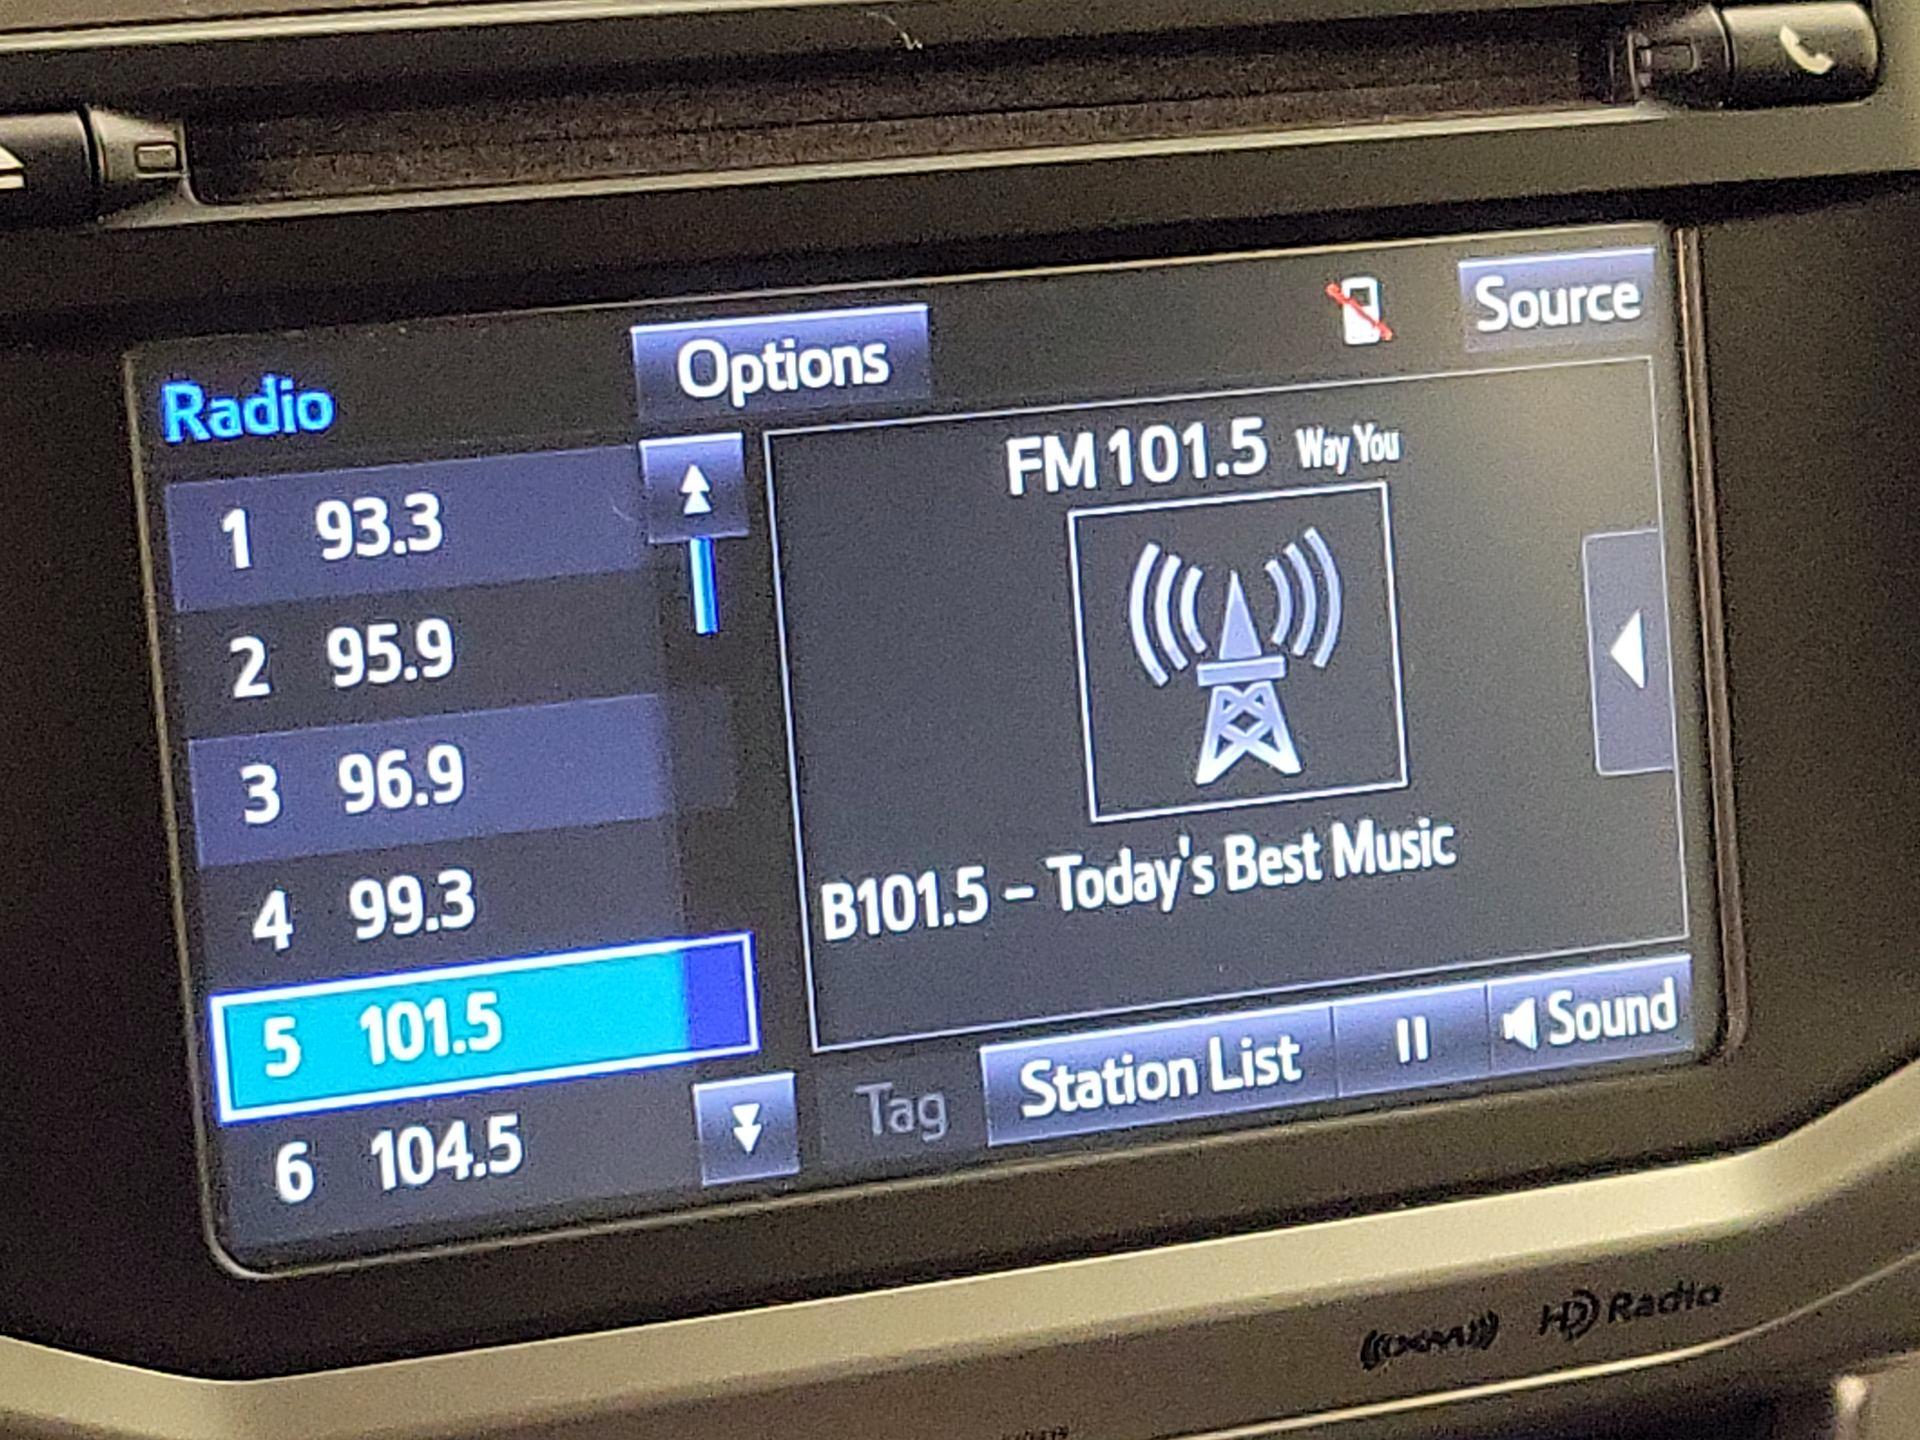 Radio
Options
Source
1 93.3
2 95.9
3 96.9
4 99.3
5 101.5
6 104.5
FM 101.5 Way You
B101.5 – Today's Best Music
Tag
Station List
Sound
((SXM))
HD Radio